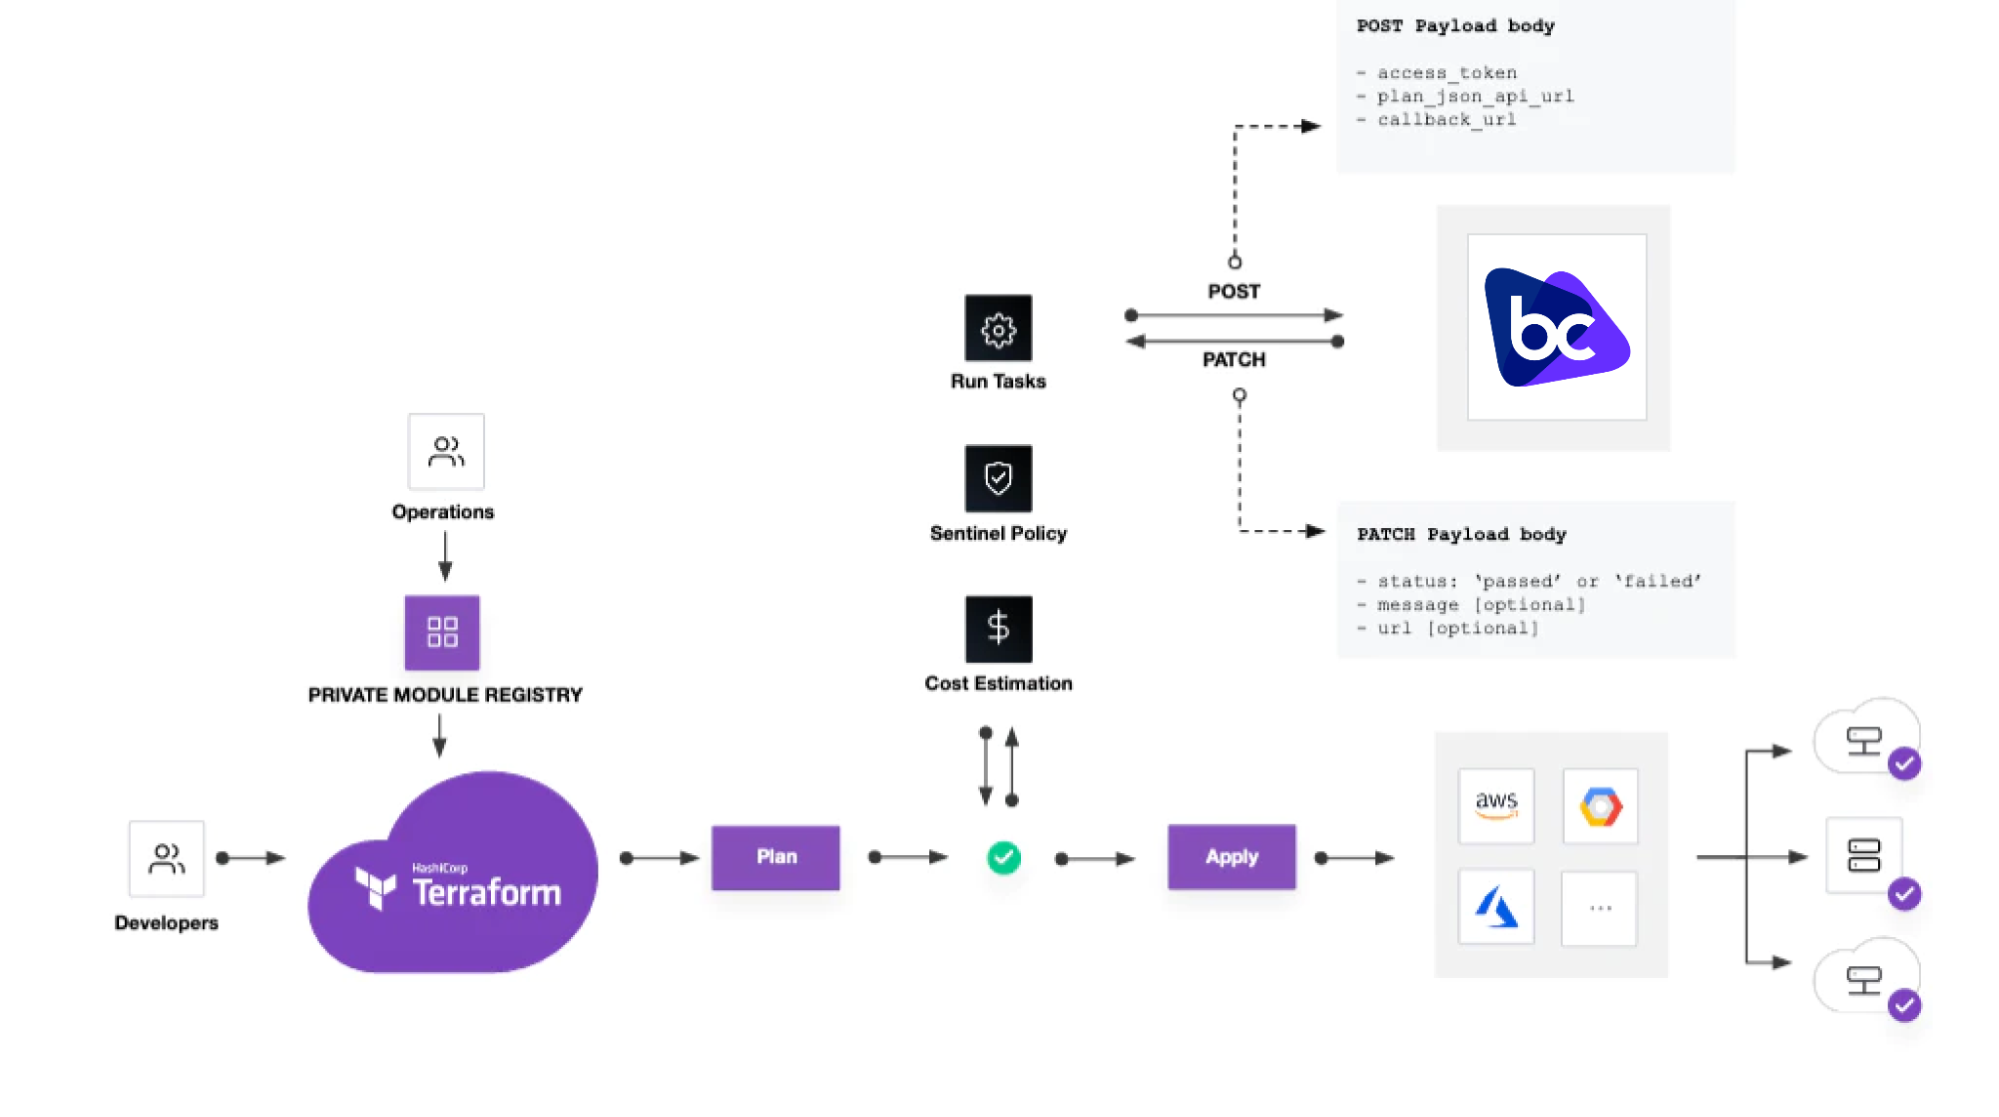 POST Payload body
- access_token
- plan_json_api_url
- callback_url
POST
PATCH
bc
Run Tasks
Sentinel Policy
Cost Estimation
PATCH Payload body
- status: ‘passed’ or ‘failed’
- message [optional]
- url [optional]
Operations
PRIVATE MODULE REGISTRY
Developers
HashiCorp
Terraform
Plan
Apply
aws
...